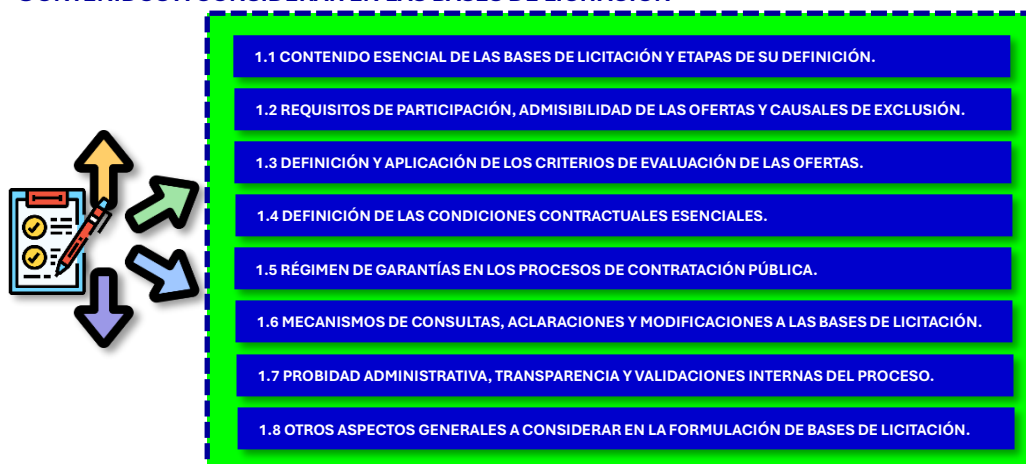 1.1 CONTENIDO ESENCIAL DE LAS BASES DE LICITACIÓN Y ETAPAS DE SU DEFINICIÓN.
1.2 REQUISITOS DE PARTICIPACIÓN, ADMISIBILIDAD DE LAS OFERTAS Y CAUSALES DE EXCLUSIÓN.
1.3 DEFINICIÓN Y APLICACIÓN DE LOS CRITERIOS DE EVALUACIÓN DE LAS OFERTAS.
1.4 DEFINICIÓN DE LAS CONDICIONES CONTRACTUALES ESENCIALES.
1.5 RÉGIMEN DE GARANTÍAS EN LOS PROCESOS DE CONTRATACIÓN PÚBLICA.
1.6 MECANISMOS DE CONSULTAS, ACLARACIONES Y MODIFICACIONES A LAS BASES DE LICITACIÓN.
1.7 PROBIDAD ADMINISTRATIVA, TRANSPARENCIA Y VALIDACIONES INTERNAS DEL PROCESO.
1.8 OTROS ASPECTOS GENERALES A CONSIDERAR EN LA FORMULACIÓN DE BASES DE LICITACIÓN.